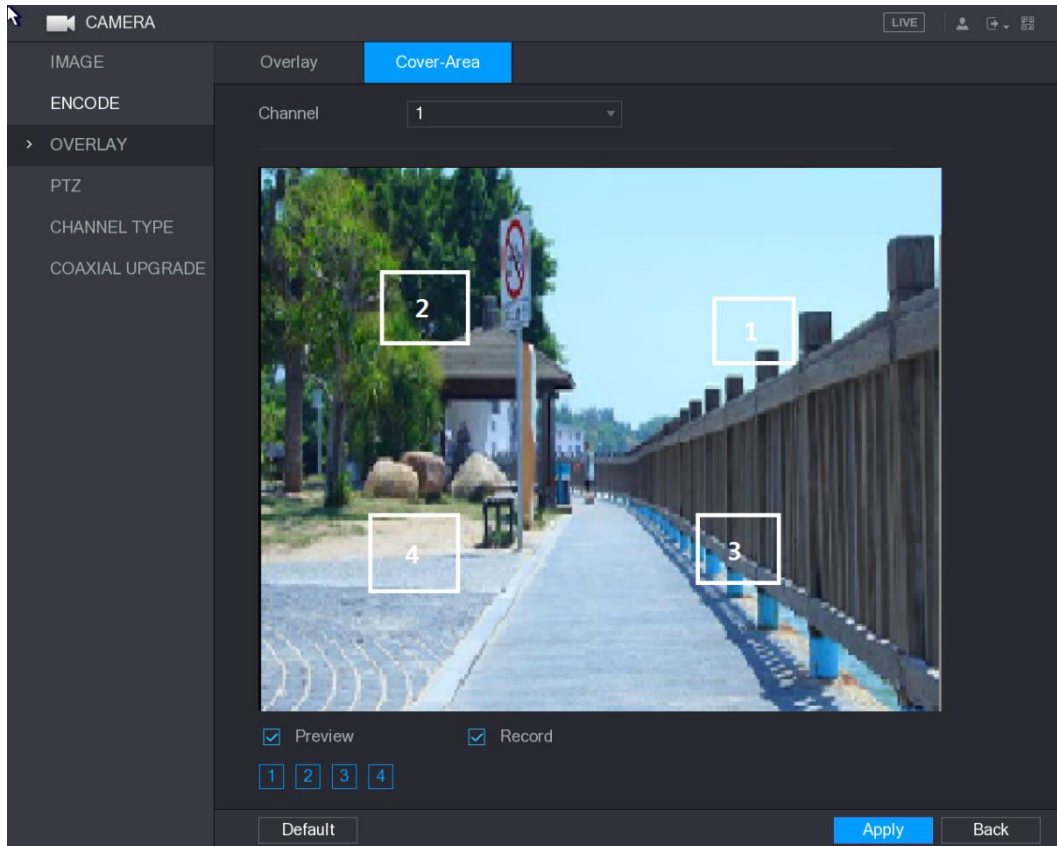 CAMERA
LIVE
IMAGE
ENCODE
OVERLAY
PTZ
CHANNEL TYPE
COAXIAL UPGRADE
Overlay
Cover-Area
Channel
1
2
1
4
3
Preview
Record
1 2 3 4
Default
Apply
Back